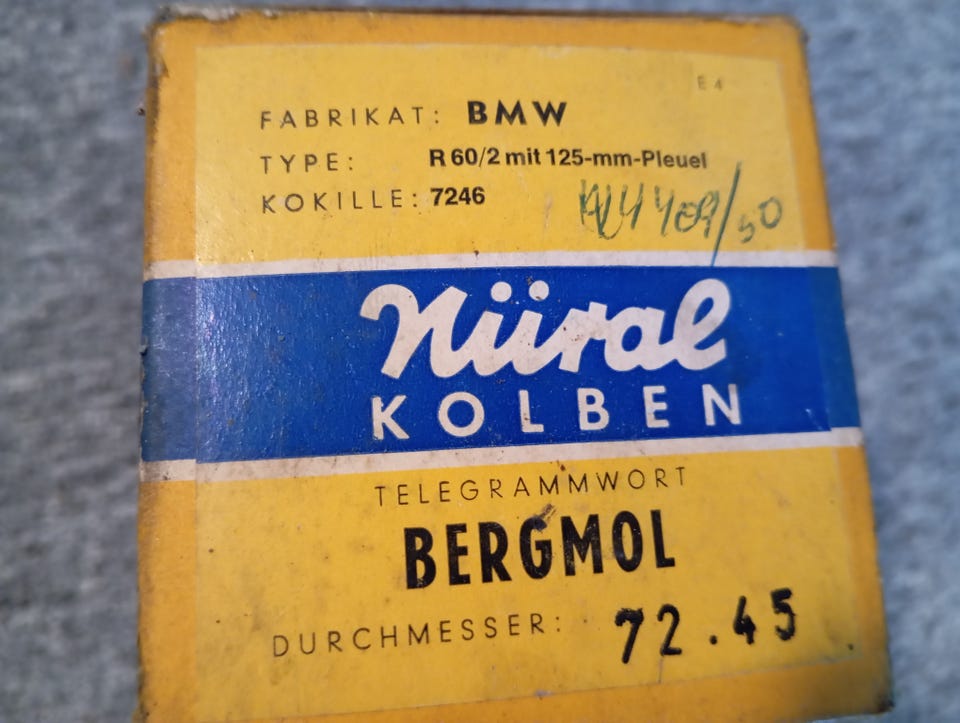 E 4
FABRIKAT: BMW
TYPE: R 60/2 mit 125-mm-Pleuel
KOKILLE: 7246
Nüral
KOLBEN
TELEGRAMMWORT
BERGMOL
DURCHMESSER: 72.45